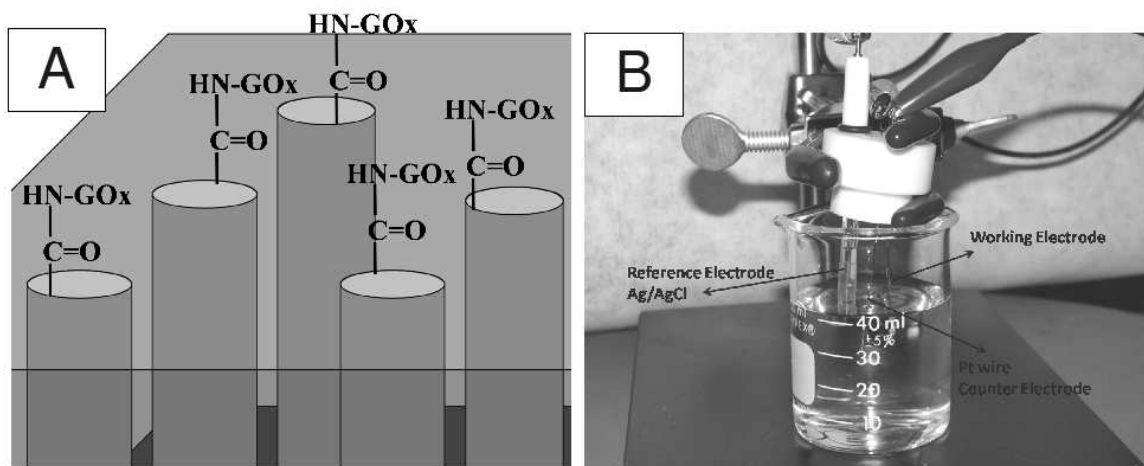 A
HN-GOx
C=O
HN-GOx
C=O
HN-GOx
C=O
HN-GOx
C=O
HN-GOx
C=O
B
Reference Electrode
Ag/AgCl
Working Electrode
Pt wire
Counter Electrode
40 ml
±5%
30
20
10